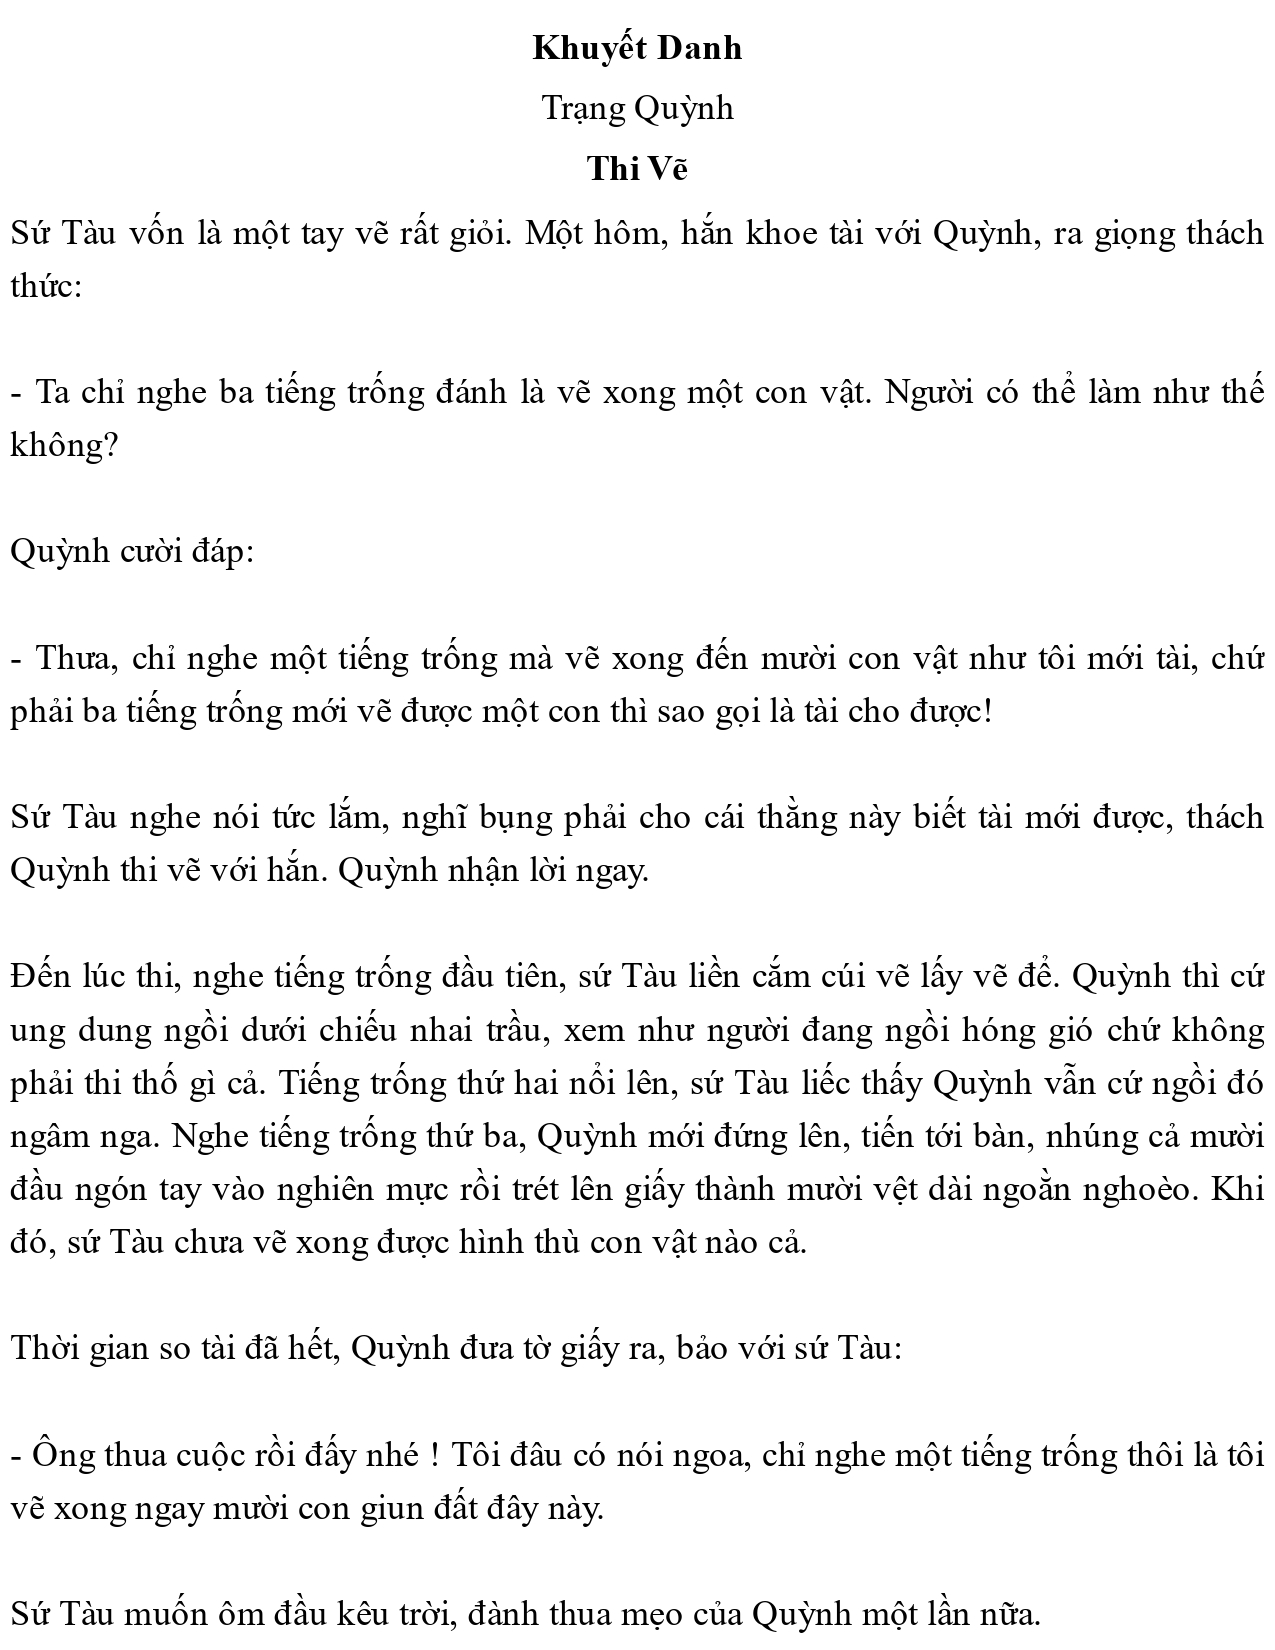 Khuyết Danh
Trạng Quỳnh
Thi Vẽ
Sứ Tàu vốn là một tay vẽ rất giỏi. Một hôm, hắn khoe tài với Quỳnh, ra giọng thách
thức:
- Ta chỉ nghe ba tiếng trống đánh là vẽ xong một con vật. Người có thể làm như thế
không?
Quỳnh cười đáp:
- Thưa, chỉ nghe một tiếng trống mà vẽ xong đến mười con vật như tôi mới tài, chứ
phải ba tiếng trống mới vẽ được một con thì sao gọi là tài cho được!
Sứ Tàu nghe nói tức lắm, nghĩ bụng phải cho cái thằng này biết tài mới được, thách
Quỳnh thi vẽ với hắn. Quỳnh nhận lời ngay.
Đến lúc thi, nghe tiếng trống đầu tiên, sứ Tàu liền cắm cúi vẽ lấy vẽ để. Quỳnh thì cứ
ung dung ngồi dưới chiếu nhai trầu, xem như người đang ngồi hóng gió chứ không
phải thi thố gì cả. Tiếng trống thứ hai nổi lên, sứ Tàu liếc thấy Quỳnh vẫn cứ ngồi đó
ngâm nga. Nghe tiếng trống thứ ba, Quỳnh mới đứng lên, tiến tới bàn, nhúng cả mười
đầu ngón tay vào nghiên mực rồi trét lên giấy thành mười vệt dài ngoằn nghoèo. Khi
đó, sứ Tàu chưa vẽ xong được hình thù con vật nào cả.
Thời gian so tài đã hết, Quỳnh đưa tờ giấy ra, bảo với sứ Tàu:
- Ông thua cuộc rồi đấy nhé ! Tôi đâu có nói ngoa, chỉ nghe một tiếng trống thôi là tôi
vẽ xong ngay mười con giun đất đây này.
Sứ Tàu muốn ôm đầu kêu trời, đành thua mẹo của Quỳnh một lần nữa.